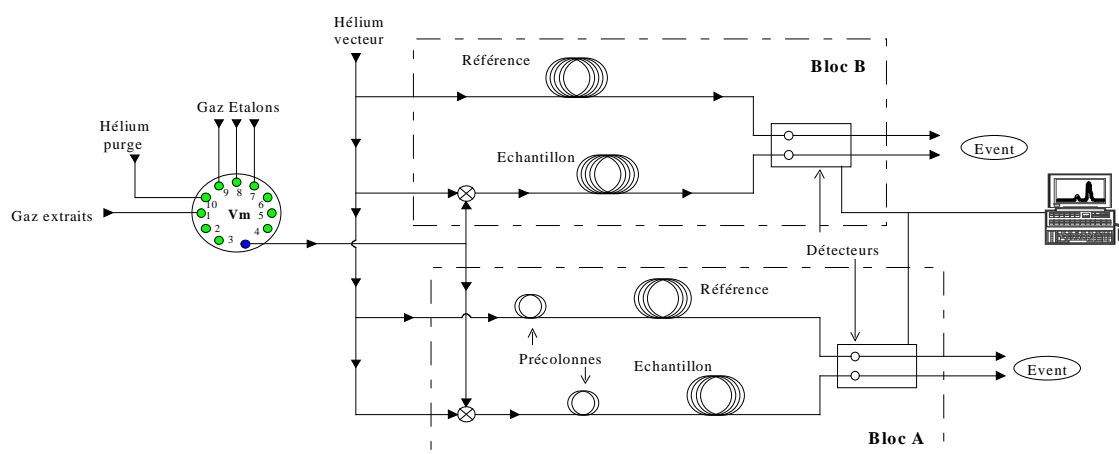 Hélium
vecteur
Référence
Bloc B
Gaz Etalons
Hélium
purge
Echantillon
Event
9
8
7
10
6
Vm
5
1
Gaz extraits
2
3
4
Détecteurs
Référence
Précolonnes
Echantillon
Event
Bloc A